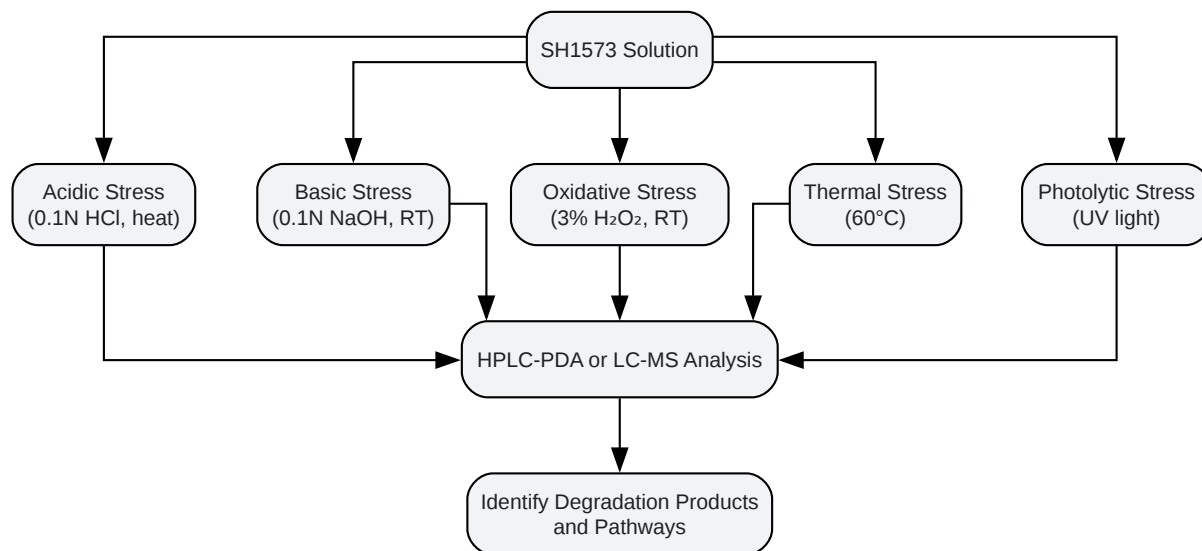 SH1573 Solution
Acidic Stress
(0.1N HCl, heat)
Basic Stress
(0.1N NaOH, RT)
Oxidative Stress
(3% H₂O₂, RT)
Thermal Stress
(60°C)
Photolytic Stress
(UV light)
HPLC-PDA or LC-MS Analysis
Identify Degradation Products
and Pathways